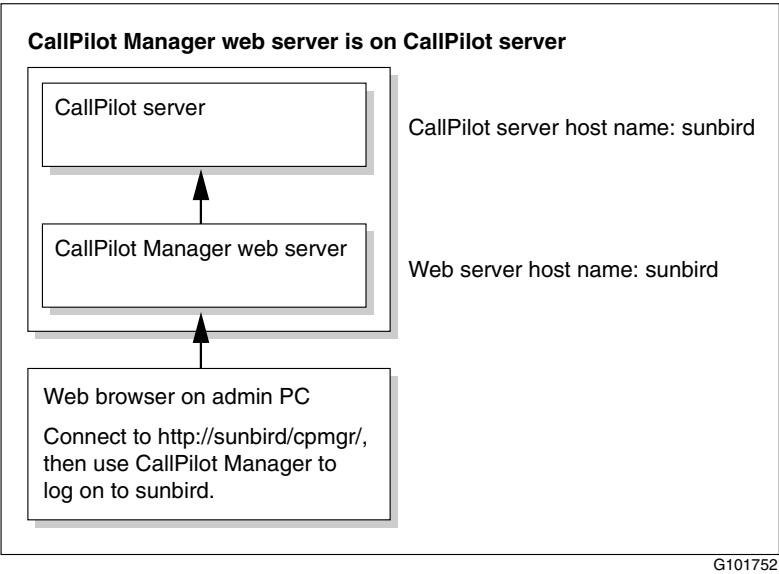 CallPilot Manager web server is on CallPilot server
CallPilot server
CallPilot server host name: sunbird
CallPilot Manager web server
Web server host name: sunbird
Web browser on admin PC
Connect to http://sunbird/cpmgr/,
then use CallPilot Manager to
log on to sunbird.
G101752